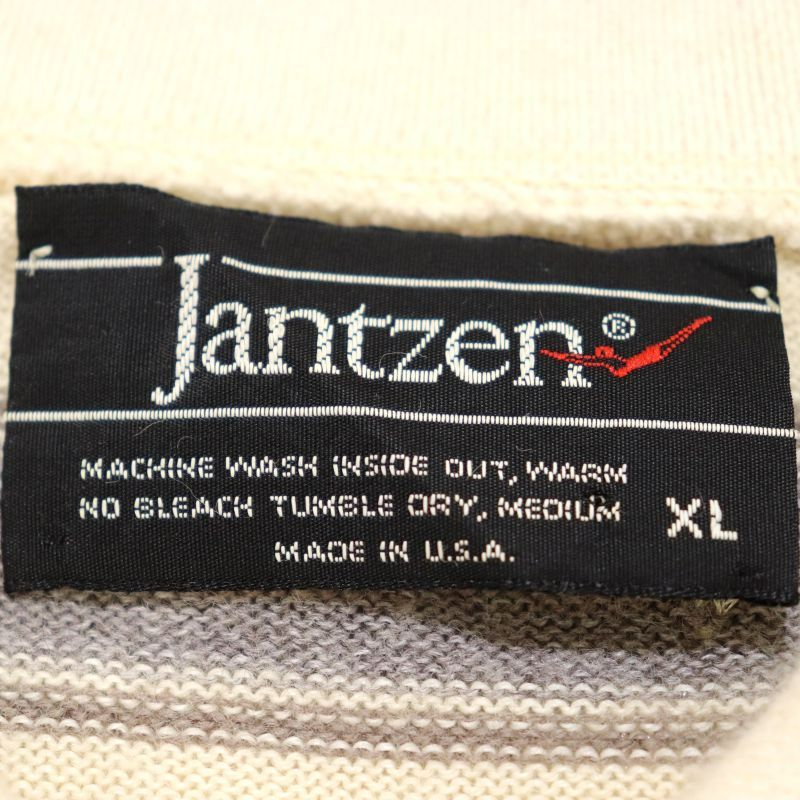 Jantzen®
MACHINE WASH INSIDE OUT, WARM
NO BLEACH TUMBLE DRY, MEDIUM
XL
MADE IN U.S.A.